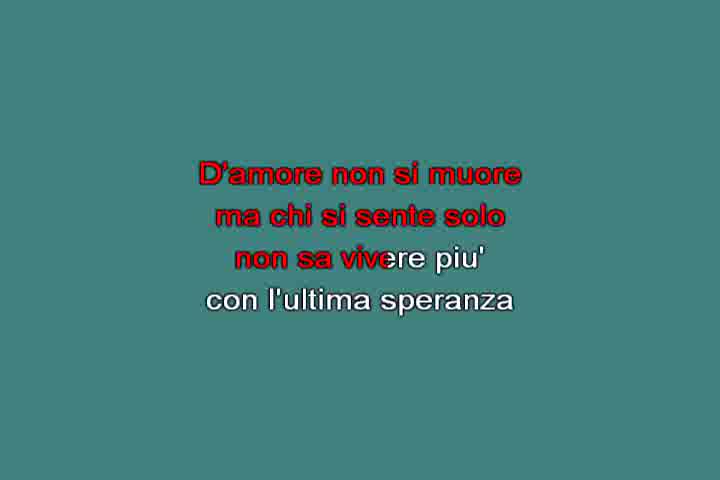 D'amore non si muore
ma chi si sente solo
non sa vivere piu'
con l'ultima speranza